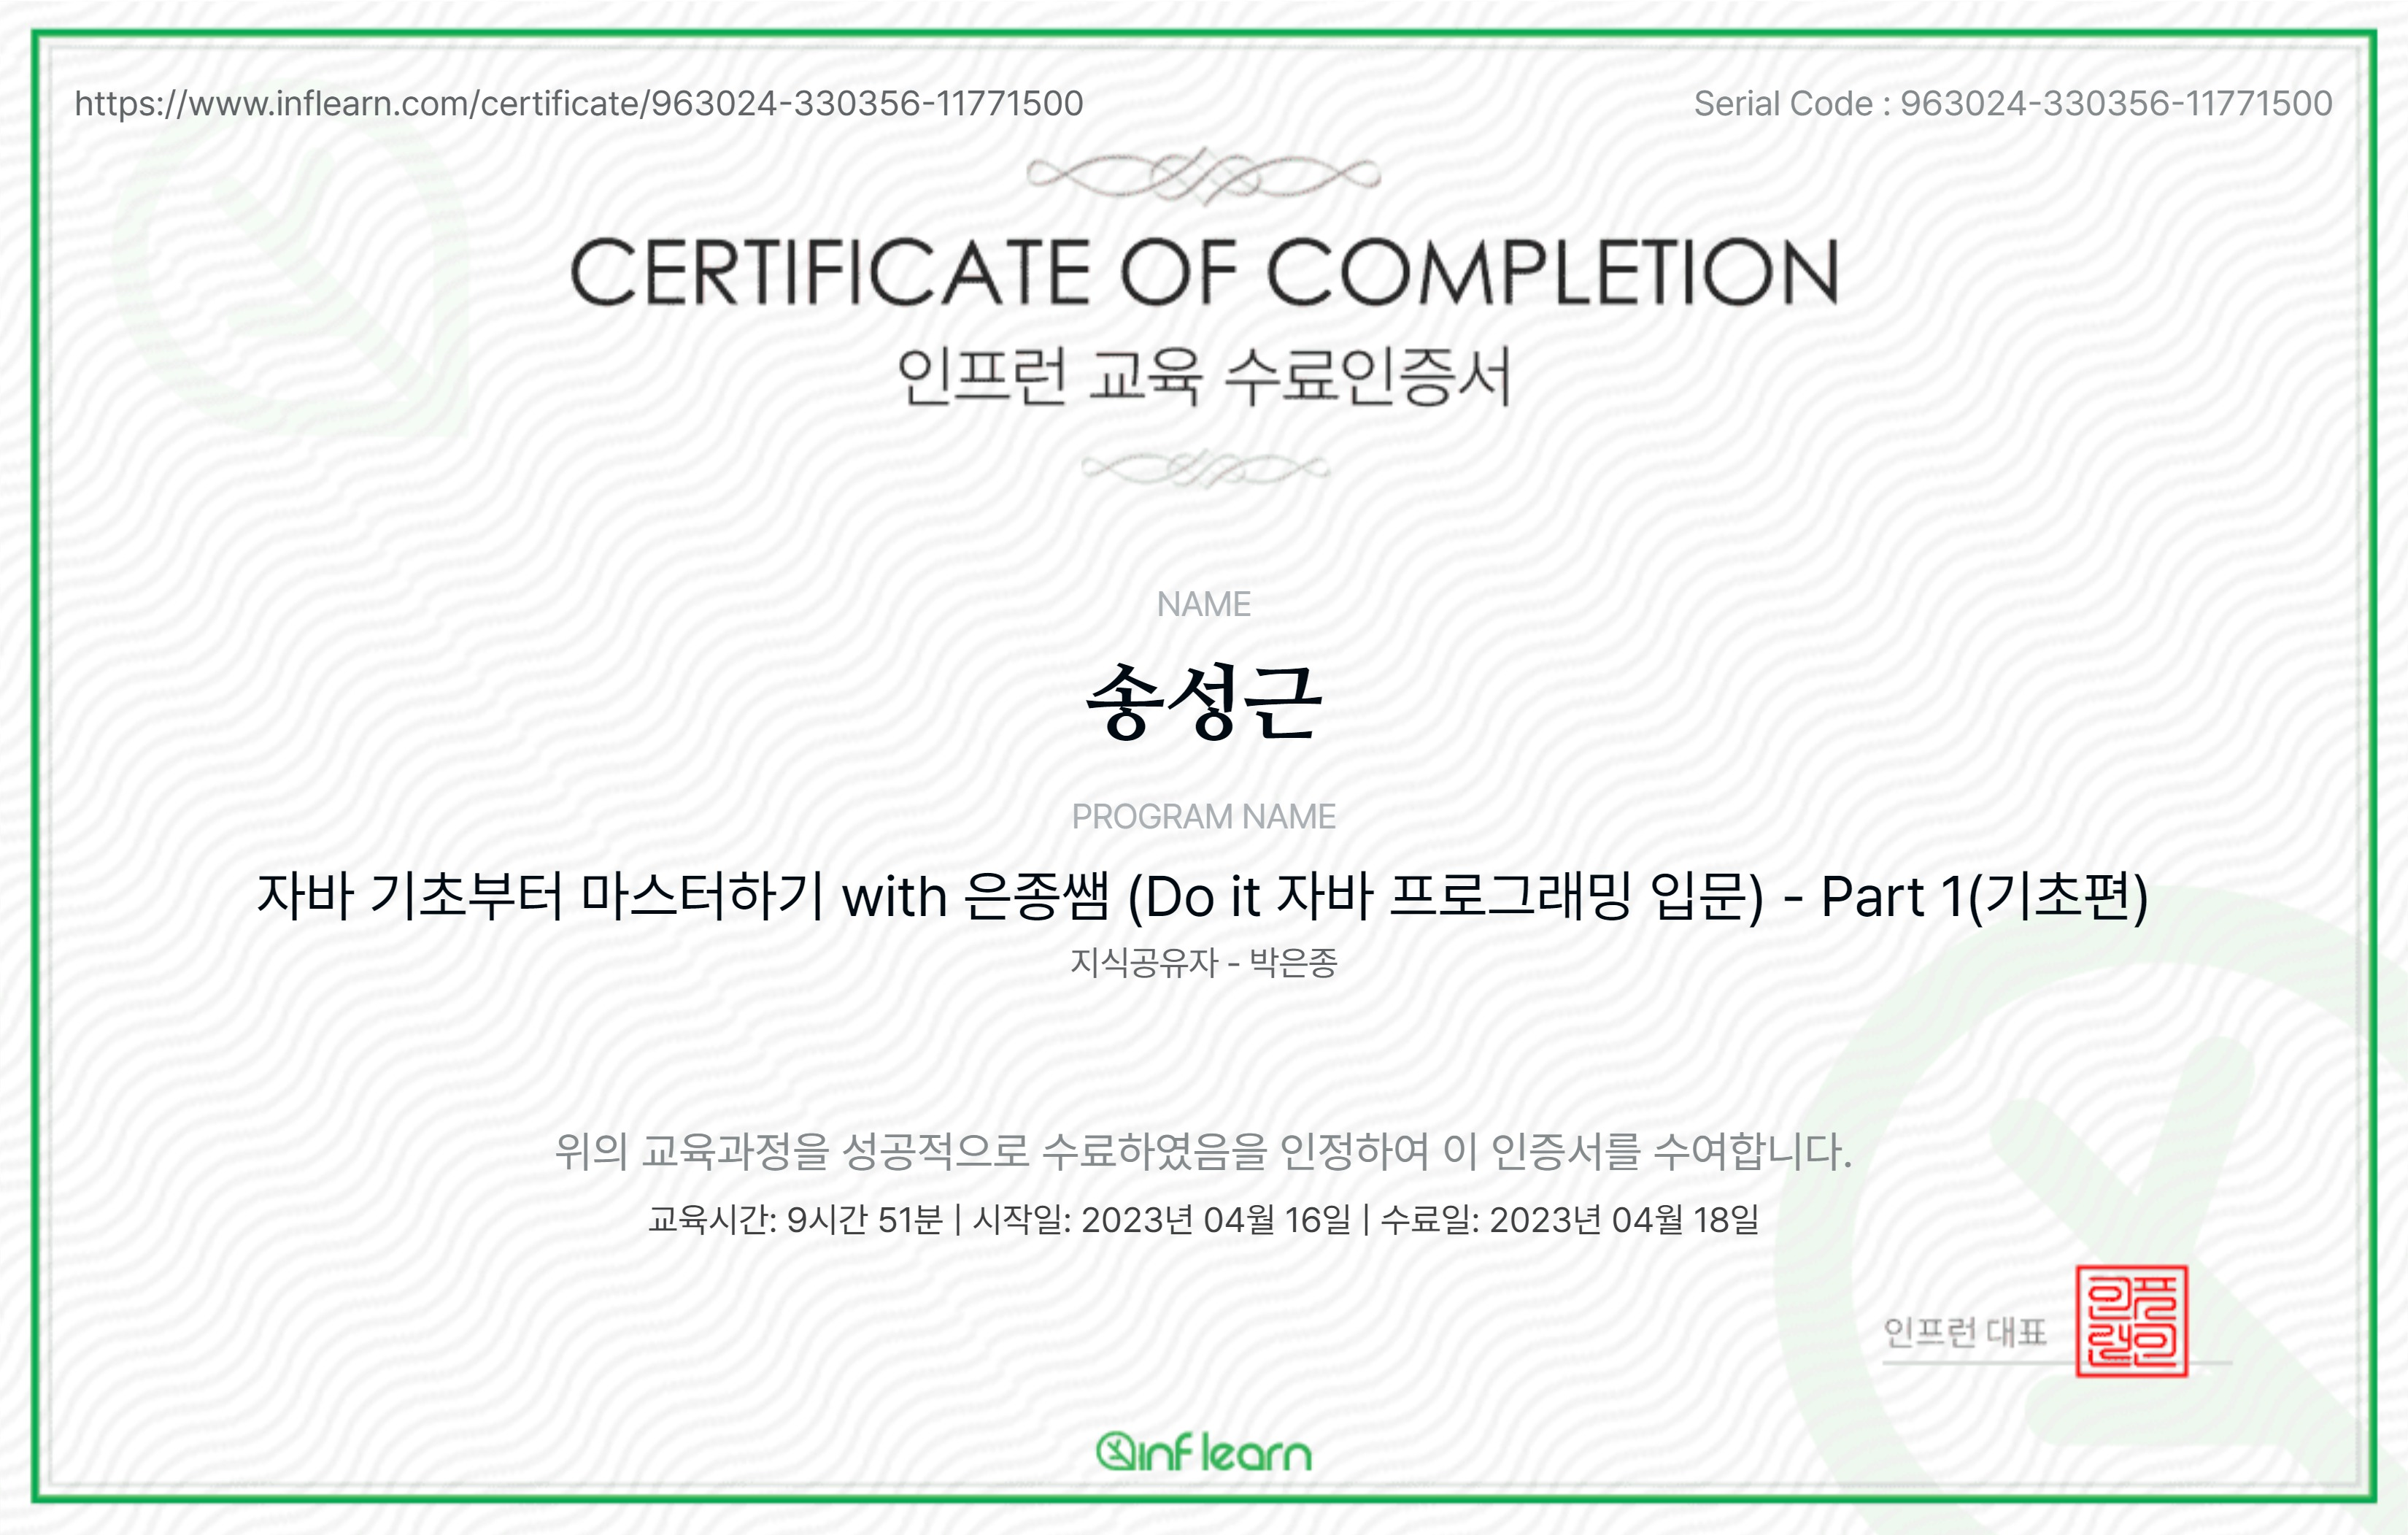 https://www.inflearn.com/certificate/963024-330356-11771500
Serial Code : 963024-330356-11771500
CERTIFICATE OF COMPLETION
인프런 교육 수료인증서
NAME
송성근
PROGRAM NAME
자바 기초부터 마스터하기 with 은종쌤 (Do it 자바 프로그래밍 입문) - Part 1(기초편)
지식공유자 - 박은종
위의 교육과정을 성공적으로 수료하였음을 인정하여 이 인증서를 수여합니다.
교육시간: 9시간 51분 | 시작일: 2023년 04월 16일 | 수료일: 2023년 04월 18일
인프런 대표
inflearn